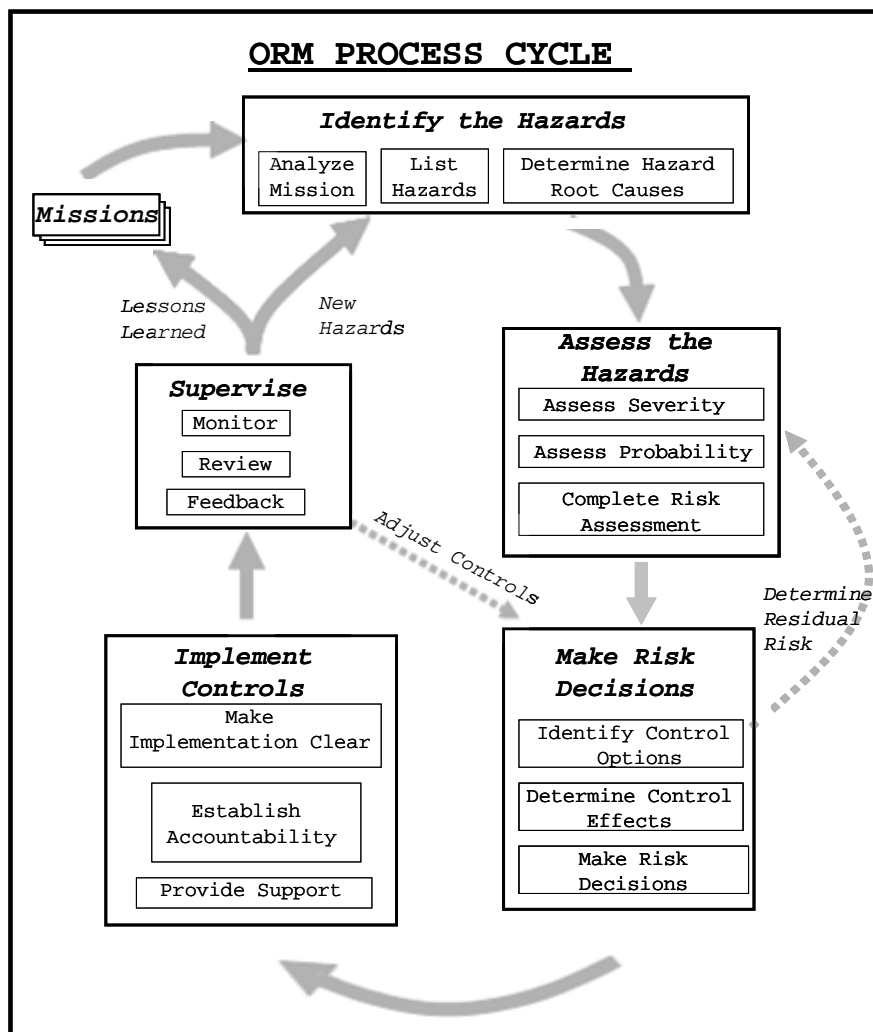 ORM PROCESS CYCLE
Identify the Hazards
Analyze
Mission
List
Hazards
Determine Hazard
Root Causes
Missions
Lessons
Learned
New
Hazards
Assess the
Hazards
Assess Severity
Assess Probability
Complete Risk
Assessment
Supervise
Monitor
Review
Feedback
Adjust Controls
Determine
Residual
Risk
Make Risk
Decisions
Identify Control
Options
Determine Control
Effects
Make Risk
Decisions
Implement
Controls
Make
Implementation Clear
Establish
Accountability
Provide Support